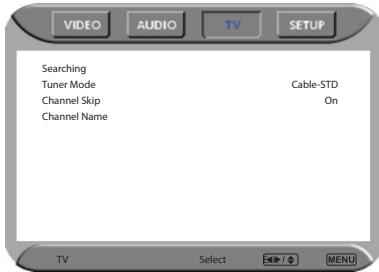 VIDEO AUDIO TV SETUP
Searching
Tuner Mode Cable-STD
Channel Skip On
Channel Name
TV Select / MENU